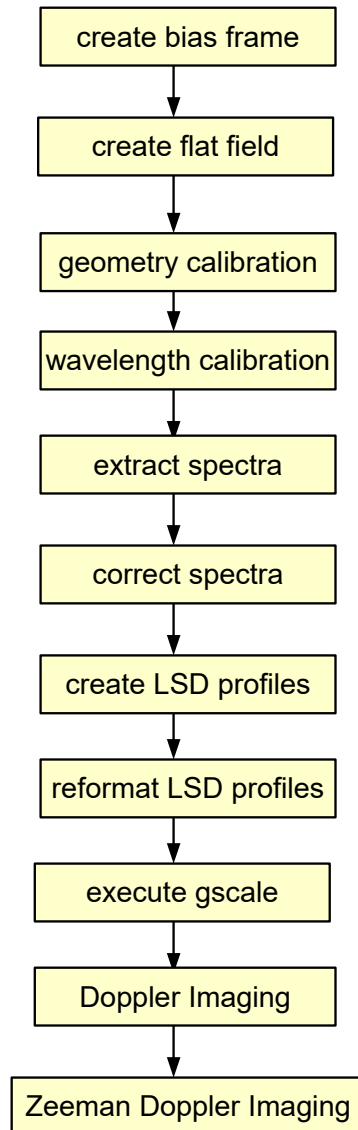 create bias frame
create flat field
geometry calibration
wavelength calibration
extract spectra
correct spectra
create LSD profiles
reformat LSD profiles
execute gscale
Doppler Imaging
Zeeman Doppler Imaging